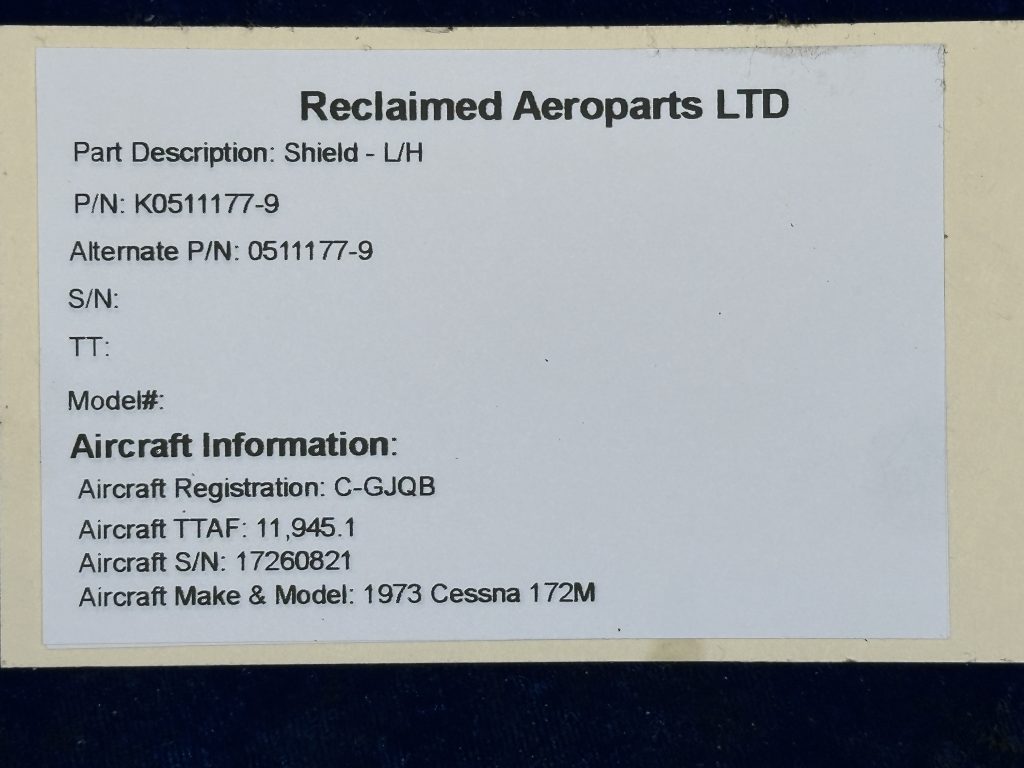 Reclaimed Aeroparts LTD
Part Description: Shield - L/H
P/N: K0511177-9
Alternate P/N: 0511177-9
S/N:
TT:
Model#:
Aircraft Information:
Aircraft Registration: C-GJQB
Aircraft TTAF: 11,945.1
Aircraft S/N: 17260821
Aircraft Make & Model: 1973 Cessna 172M